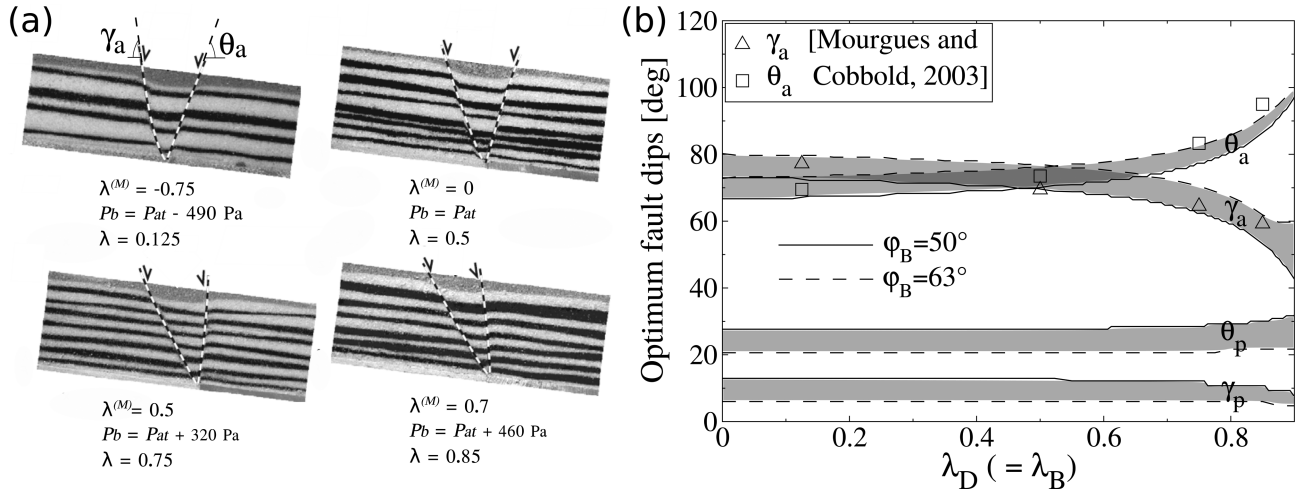 (a)
γa
θa
λ(M) = -0.75
Pb = Pat - 490 Pa
λ = 0.125
λ(M) = 0
Pb = Pat
λ = 0.5
λ(M)= 0.5
Pb = Pat + 320 Pa
λ = 0.75
λ(M) = 0.7
Pb = Pat + 460 Pa
λ = 0.85
(b)
Optimum fault dips [deg]
120
100
80
60
40
20
0
γa [Mourgues and
θa Cobbold, 2003]
θa
γa
φB=50°
φB=63°
θp
γp
0 0.2 0.4 0.6 0.8
λD ( = λB)